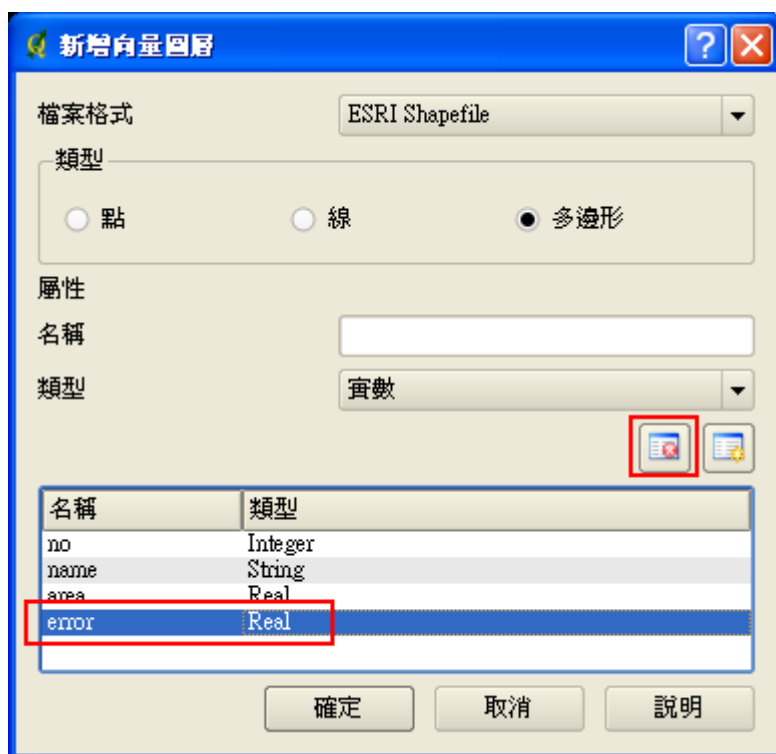 新增向量圖層
檔案格式 ESRI Shapefile
類型
點 線 多邊形
屬性
名稱
類型 實數
名稱 類型
no Integer
name String
area Real
error Real
確定 取消 說明